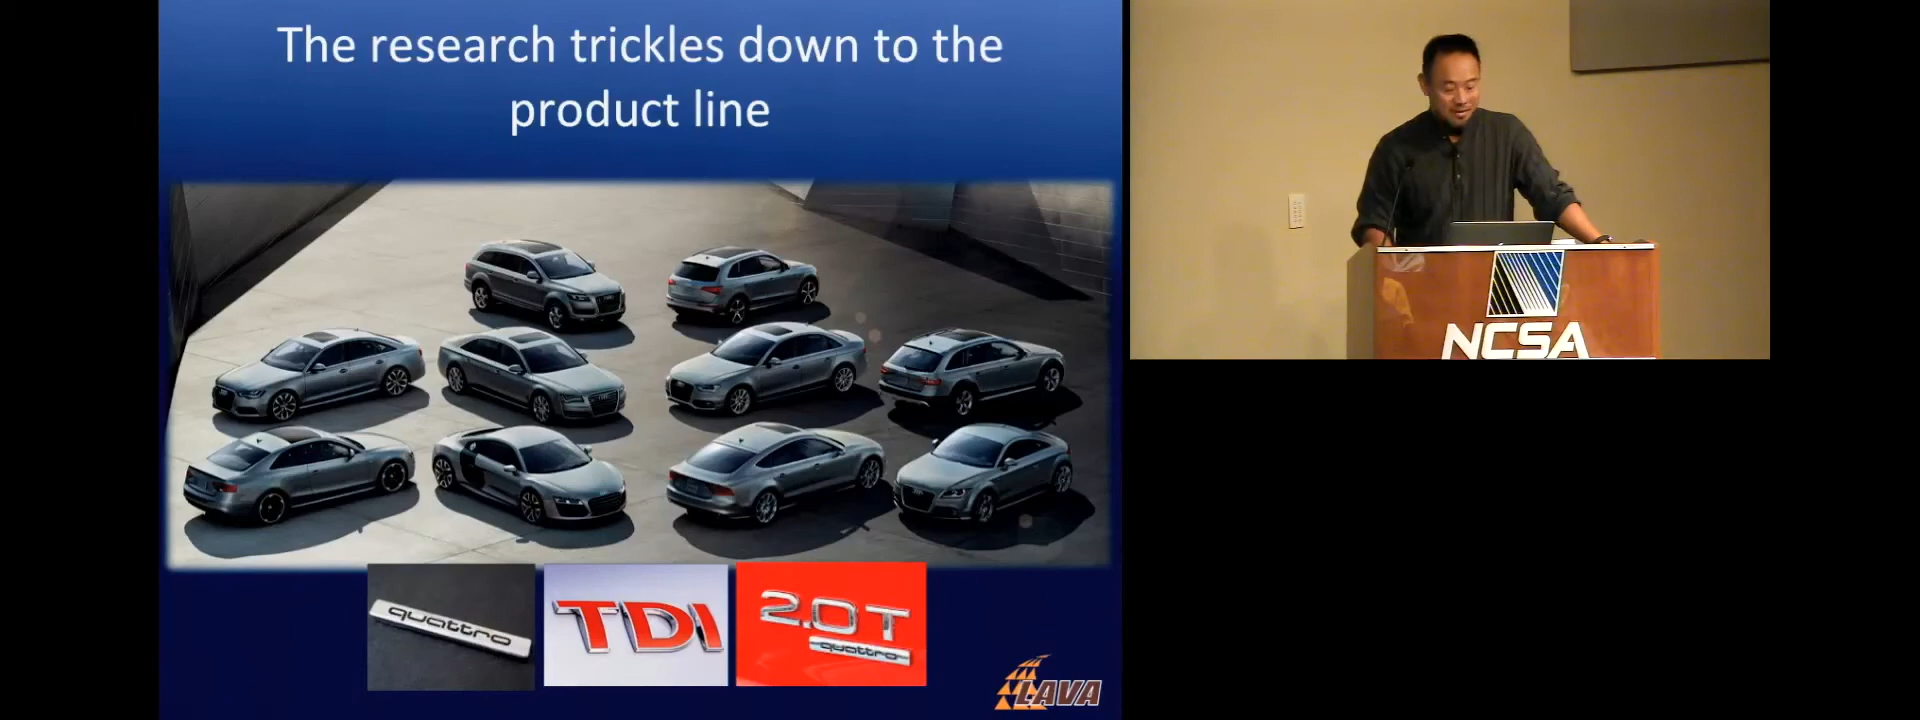 The research trickles down to the
product line
quattro
TDI
2.0T
quattro
LAVA
NCSA